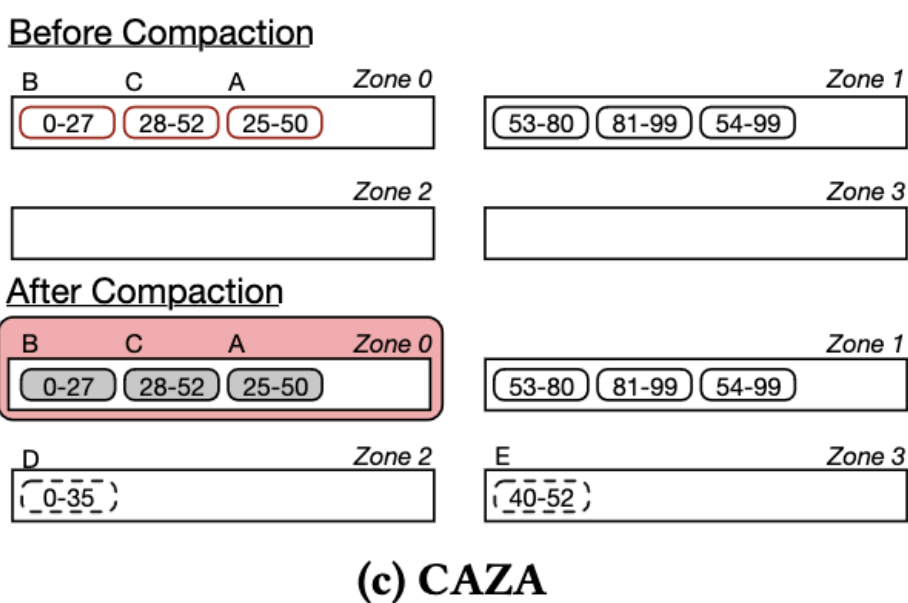 Before Compaction
B C A Zone 0 Zone 1
0-27 28-52 25-50 53-80 81-99 54-99
Zone 2 Zone 3
After Compaction
B C A Zone 0 Zone 1
0-27 28-52 25-50 53-80 81-99 54-99
D Zone 2 E Zone 3
0-35 40-52
(c) CAZA